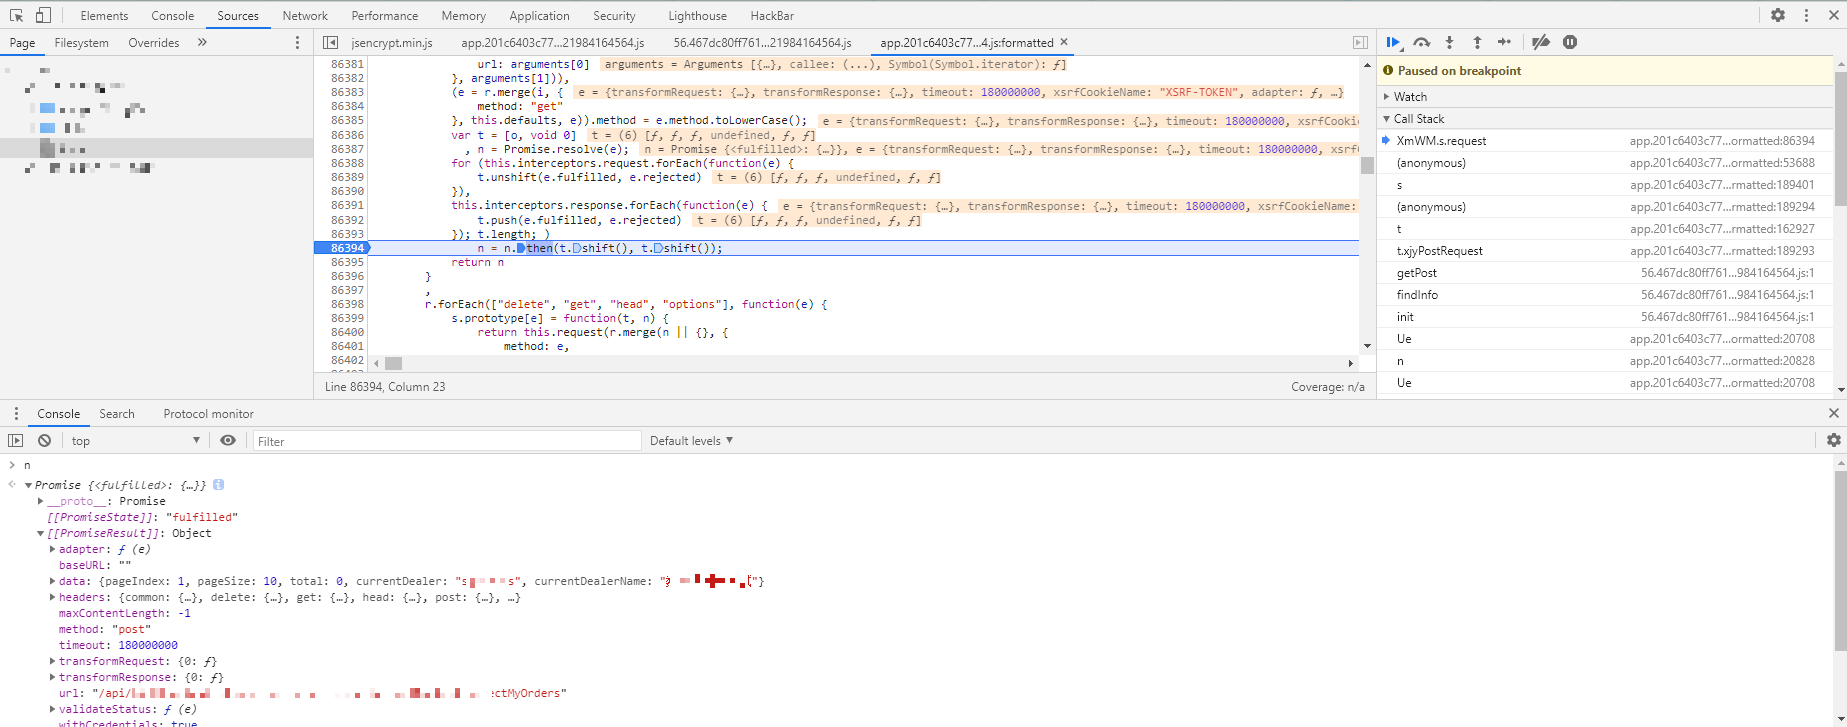 Elements Console Sources Network Performance Memory Application Security Lighthouse HackBar
Page Filesystem Overrides »
jsencrypt.min.js app.201c6403c77...21984164564.js 56.467dc80ff761...21984164564.js app.201c6403c77...4.js:formatted ×
86381 url: arguments[0] arguments = Arguments [{…}, callee: (...), Symbol(Symbol.iterator): ƒ]
86382 }, arguments[1])),
86383 (e = r.merge(i, { e = {transformRequest: {…}, transformResponse: {…}, timeout: 180000000, xsrfCookieName: "XSRF-TOKEN", adapter: ƒ, …}
86384 method: "get"
86385 }, this.defaults, e)).method = e.method.toLowerCase(); e = {transformRequest: {…}, transformResponse: {…}, timeout: 180000000, xsrfCookie
86386 var t = [o, void 0] t = (6) [ƒ, ƒ, ƒ, undefined, ƒ, ƒ]
86387 , n = Promise.resolve(e); n = Promise {<fulfilled>: {…}}, e = {transformRequest: {…}, transformResponse: {…}, timeout: 180000000, xsrf
86388 for (this.interceptors.request.forEach(function(e) {
86389 t.unshift(e.fulfilled, e.rejected) t = (6) [ƒ, ƒ, ƒ, undefined, ƒ, ƒ]
86390 }),
86391 this.interceptors.response.forEach(function(e) { e = {transformRequest: {…}, transformResponse: {…}, timeout: 180000000, xsrfCookieName:
86392 t.push(e.fulfilled, e.rejected) t = (6) [ƒ, ƒ, ƒ, undefined, ƒ, ƒ]
86393 }); t.length; )
86394 n = n.then(t.shift(), t.shift());
86395 return n
86396 }
86397 ,
86398 r.forEach(["delete", "get", "head", "options"], function(e) {
86399 s.prototype[e] = function(t, n) {
86400 return this.request(r.merge(n || {}, {
86401 method: e,
86402
Line 86394, Column 23 Coverage: n/a
Paused on breakpoint
Watch
Call Stack
XmWM.s.request app.201c6403c77...ormatted:86394
(anonymous) app.201c6403c77...ormatted:53688
s app.201c6403c77...rmatted:189401
(anonymous) app.201c6403c77...rmatted:189294
t app.201c6403c77...rmatted:162927
t.xjyPostRequest app.201c6403c77...rmatted:189293
getPost 56.467dc80ff761...984164564.js:1
findInfo 56.467dc80ff761...984164564.js:1
init 56.467dc80ff761...984164564.js:1
Ue app.201c6403c77...ormatted:20708
n app.201c6403c77...ormatted:20828
Ue app.201c6403c77...ormatted:20708
Console Search Protocol monitor
top Filter Default levels
n
Promise {<fulfilled>: {…}} i
__proto__: Promise
[[PromiseState]]: "fulfilled"
[[PromiseResult]]: Object
adapter: ƒ (e)
baseURL: ""
data: {pageIndex: 1, pageSize: 10, total: 0, currentDealer: "s s", currentDealerName: " "}
headers: {common: {…}, delete: {…}, get: {…}, head: {…}, post: {…}, …}
maxContentLength: -1
method: "post"
timeout: 180000000
transformRequest: {0: ƒ}
transformResponse: {0: ƒ}
url: "/api/ ectMyOrders"
validateStatus: ƒ (e)
withCredentials: true